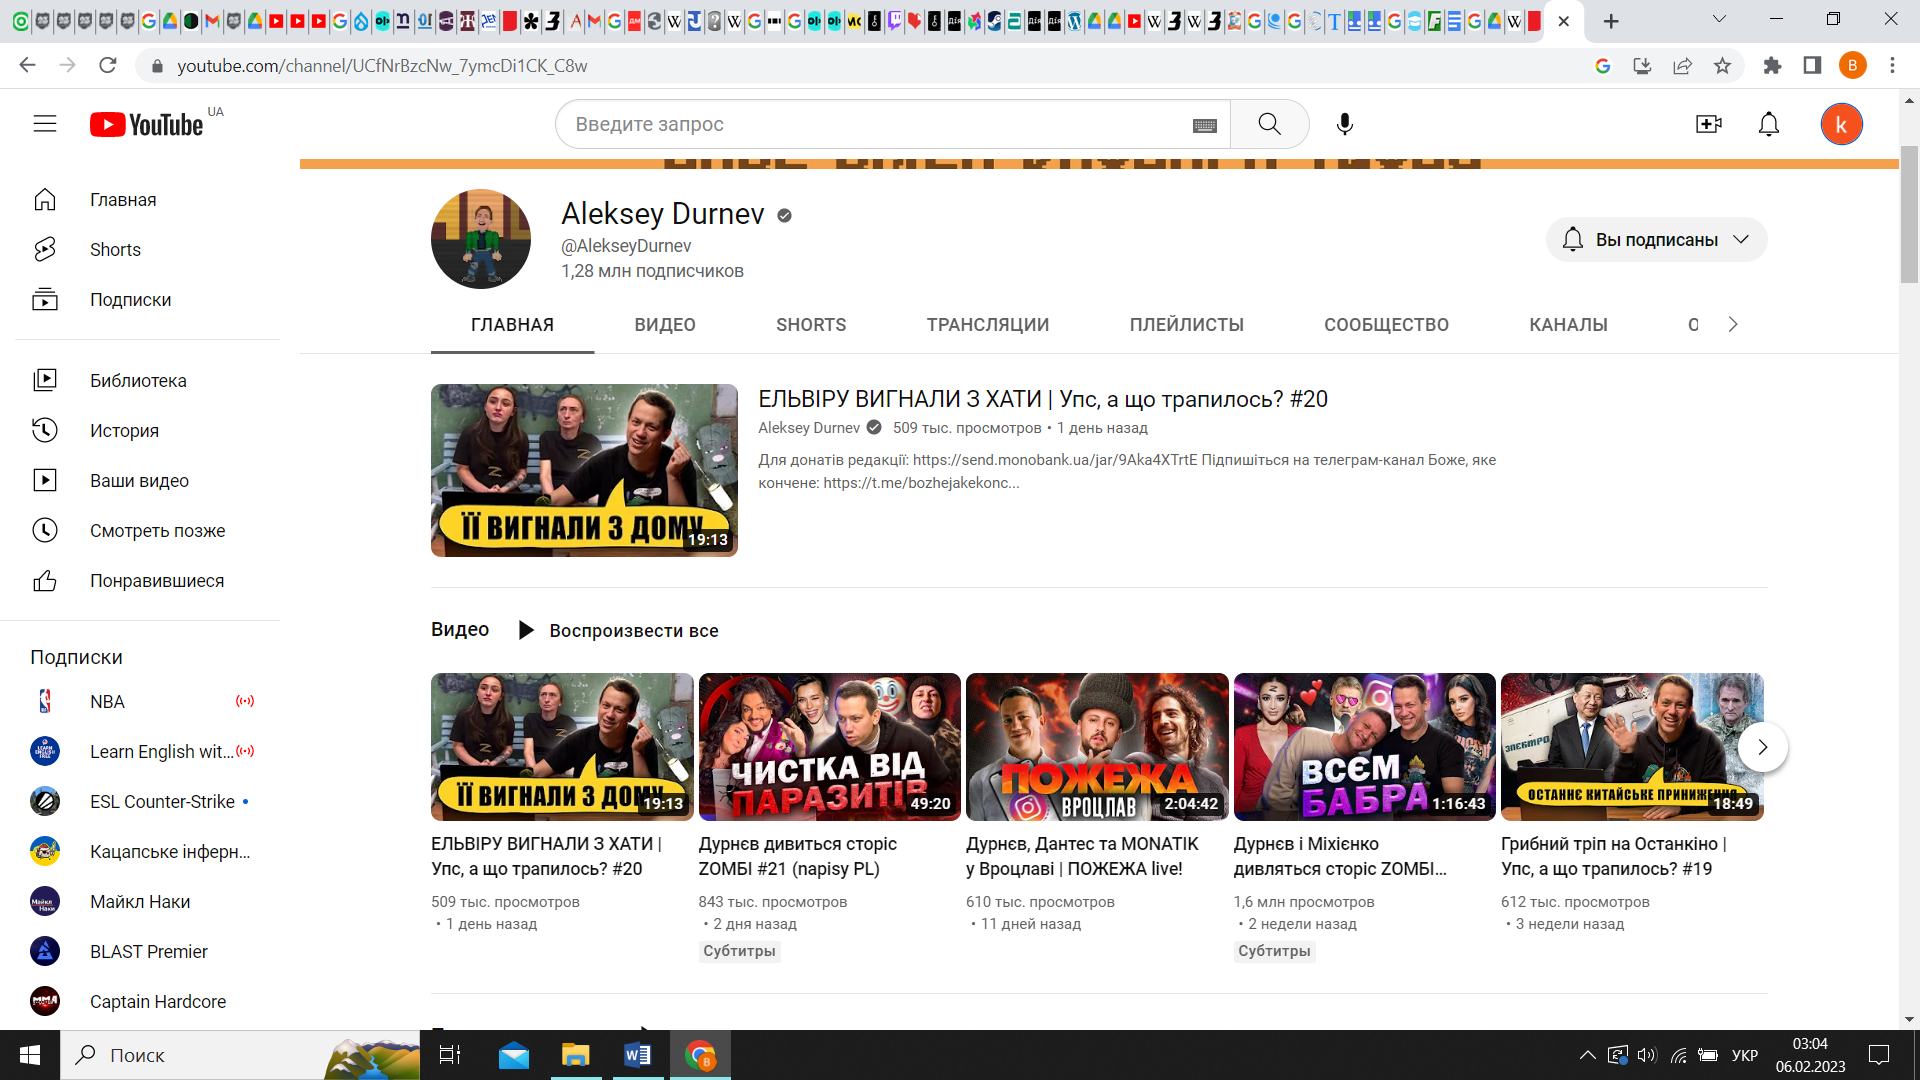 youtube.com/channel/UCfNrBzcNw_7ymcDi1CK_C8w
B
YouTube UA
Введите запрос
k
Aleksey Durnev
@AlekseyDurnev
1,28 млн подписчиков
Вы подписаны
ГЛАВНАЯ
ВИДЕО
SHORTS
ТРАНСЛЯЦИИ
ПЛЕЙЛИСТЫ
СООБЩЕСТВО
КАНАЛЫ
О
Главная
Shorts
Подписки
Библиотека
История
Ваши видео
Смотреть позже
Понравившиеся
Подписки
NBA
Learn English wit...
ESL Counter-Strike
Кацапське інферн...
Майкл Наки
BLAST Premier
Captain Hardcore
ЇЇ ВИГНАЛИ З ДОМУ
19:13
ЕЛЬВІРУ ВИГНАЛИ З ХАТИ | Упс, а що трапилось? #20
Aleksey Durnev 509 тыс. просмотров • 1 день назад
Для донатів редакції: https://send.monobank.ua/jar/9Aka4XTrtE Підпишіться на телеграм-канал Боже, яке
кончене: https://t.me/bozhejakekonc...
Видео
Воспроизвести все
ЇЇ ВИГНАЛИ З ДОМУ
19:13
ЕЛЬВІРУ ВИГНАЛИ З ХАТИ |
Упс, а що трапилось? #20
509 тыс. просмотров
• 1 день назад
ЧИСТКА ВІД
ПАРАЗИТІВ
49:20
Дурнєв дивиться сторіс
ZОМБІ #21 (napisy PL)
843 тыс. просмотров
• 2 дня назад
Субтитры
ПОЖЕЖА
ВРОЦЛАВ
2:04:42
Дурнєв, Дантес та MONATIK
у Вроцлаві | ПОЖЕЖА live!
610 тыс. просмотров
• 11 дней назад
ВСЄМ
БАБРА
1:16:43
Дурнєв і Міхієнко
дивляться сторіс ZОМБІ...
1,6 млн просмотров
• 2 недели назад
Субтитры
ОСТАННЄ КИТАЙСЬКЕ ПРИНИЖЕННЯ
18:49
Грибний тріп на Останкіно |
Упс, а що трапилось? #19
612 тыс. просмотров
• 3 недели назад
Поиск
УКР
03:04
06.02.2023